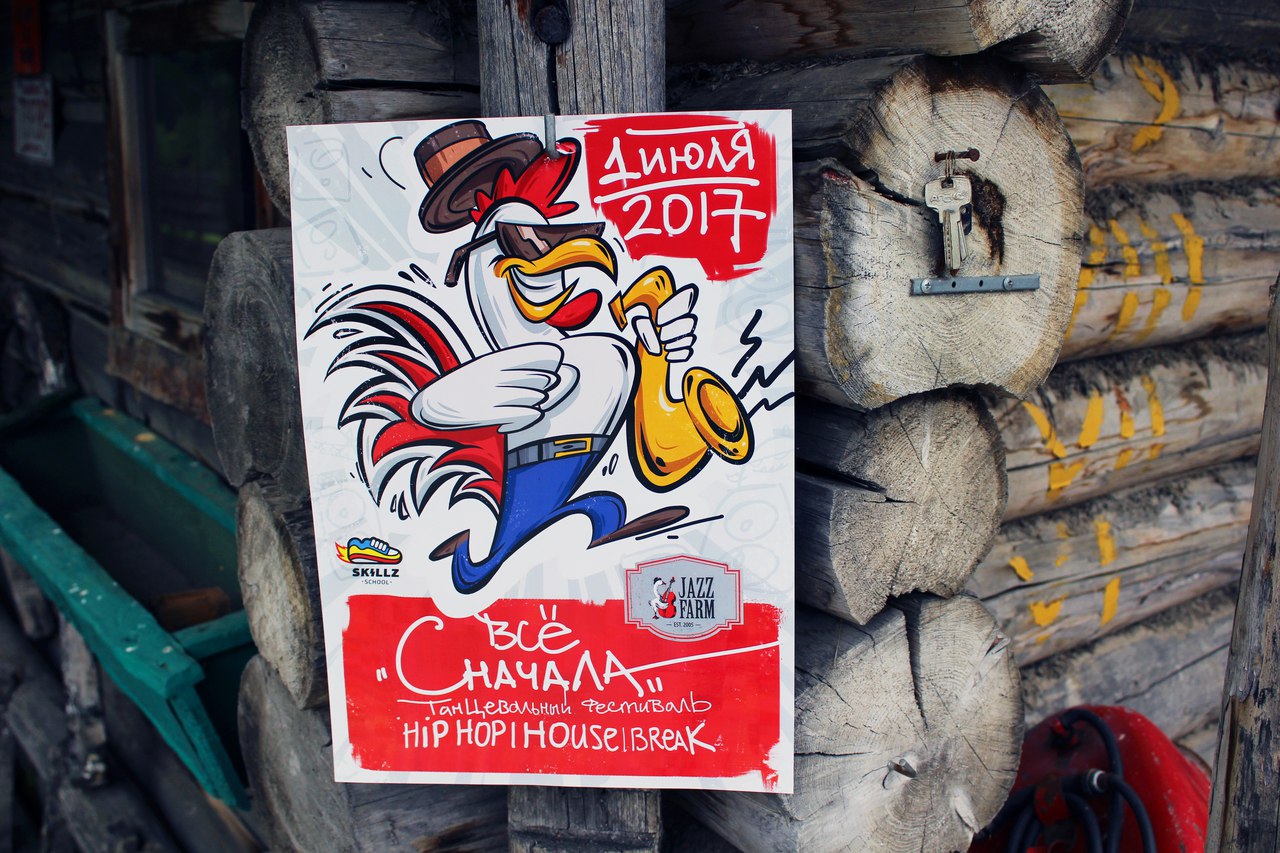 1 июля
2017
SKillZ
-SCHOOL-
JAZZ
FARM
EST. 2005
"Всё
Сначала"
Танцевальный фестиваль
HiP HOP | HOUSe | BReaK